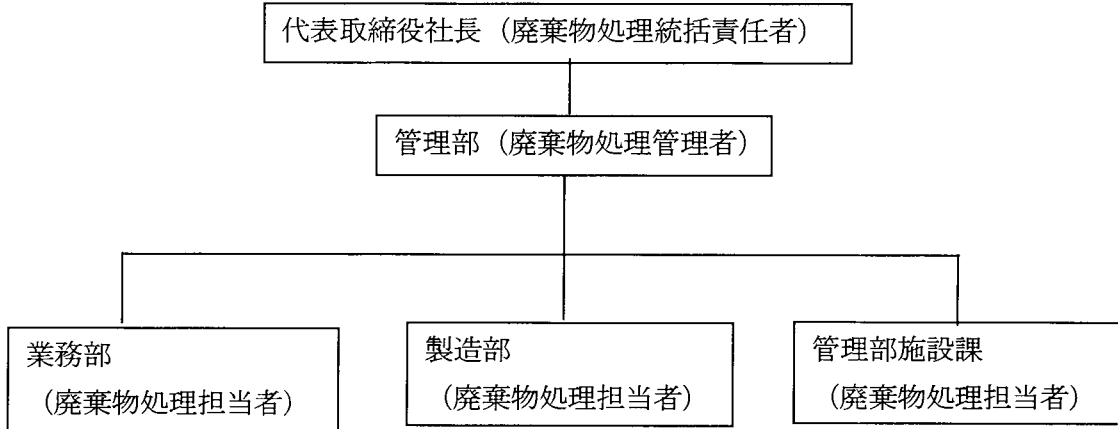 代表取締役社長（廃棄物処理統括責任者）
管理部（廃棄物処理管理者）
業務部
（廃棄物処理担当者）
製造部
（廃棄物処理担当者）
管理部施設課
（廃棄物処理担当者）